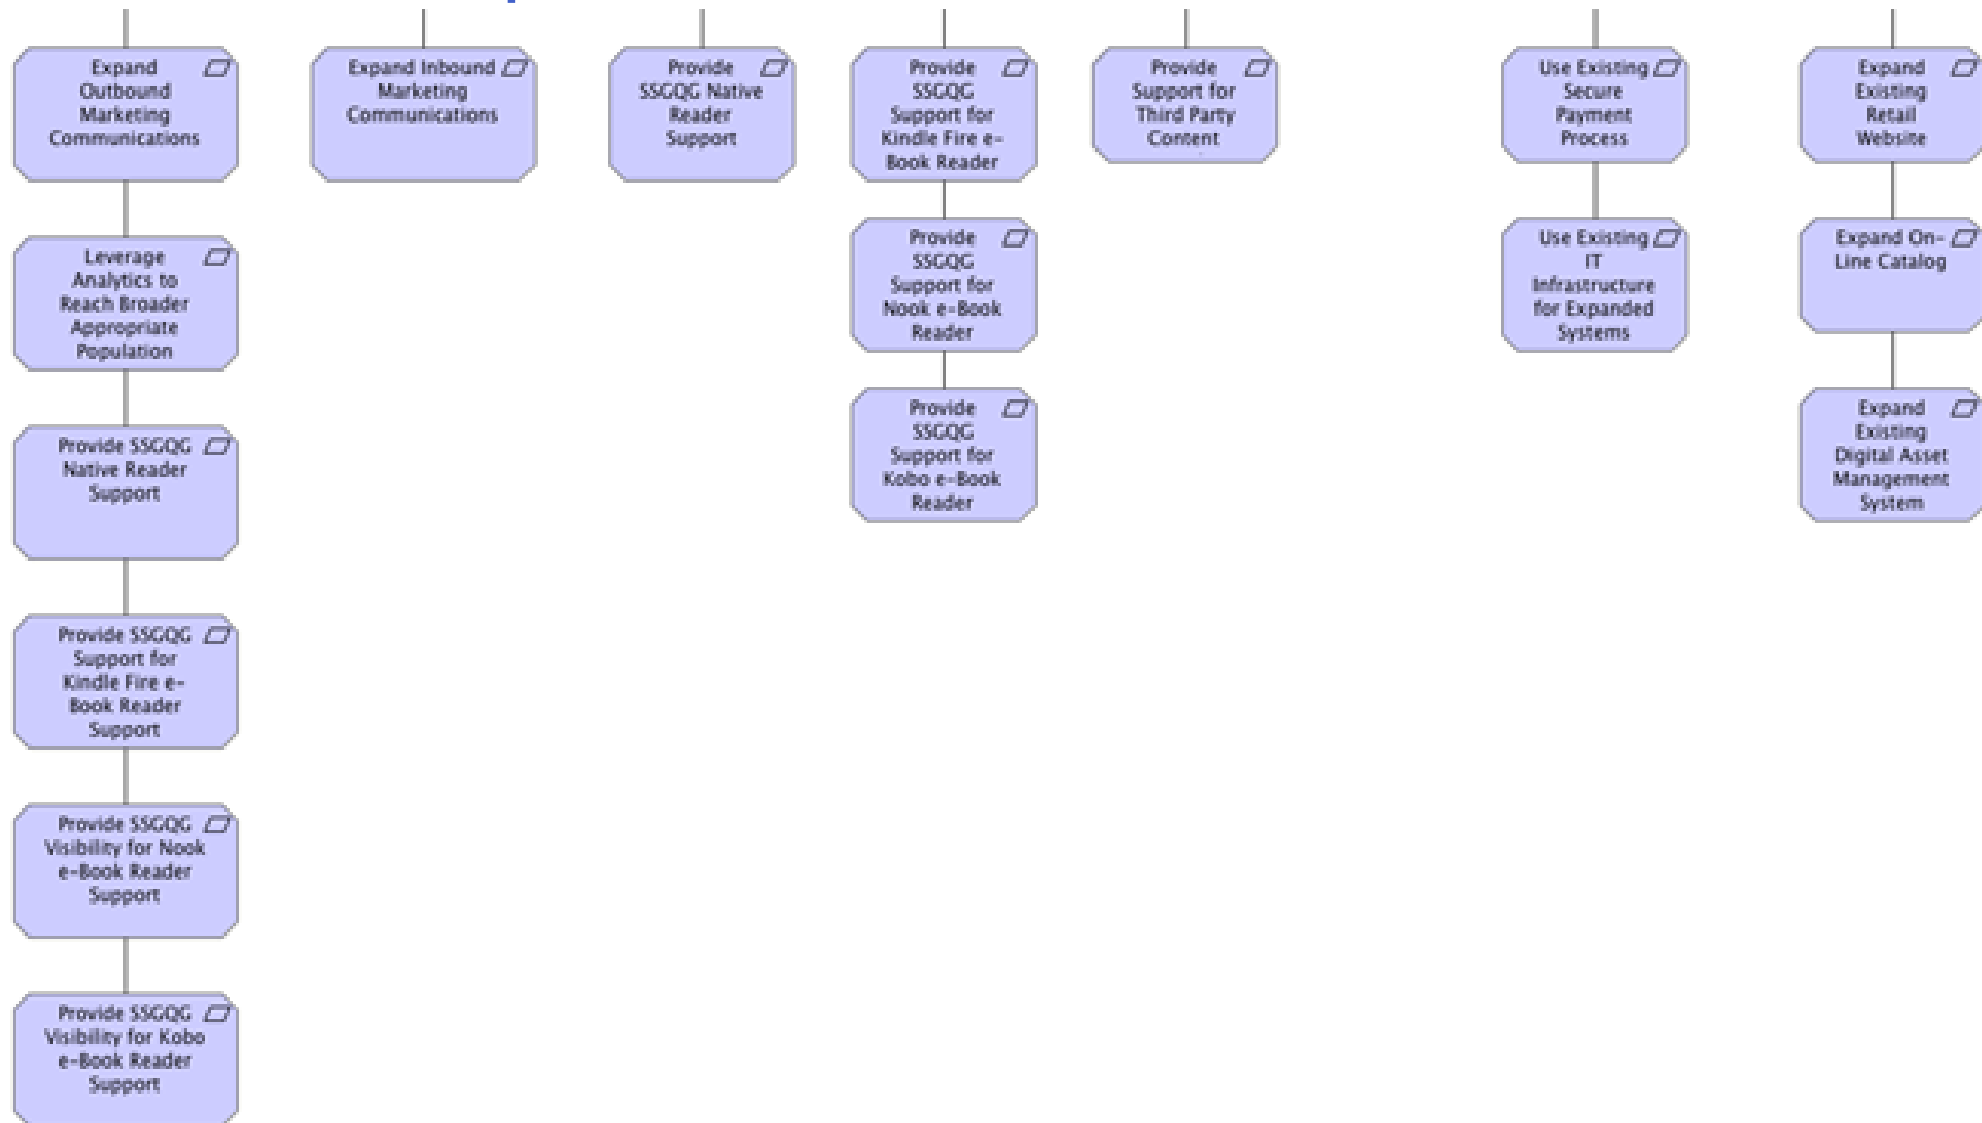 Expand
Outbound
Marketing
Communications
Leverage
Analytics to
Reach Broader
Appropriate
Population
Provide SSGQG
Native Reader
Support
Provide SSGQG
Support for
Kindle Fire e-
Book Reader
Support
Provide SSGQG
Visibility for Nook
e-Book Reader
Support
Provide SSGQG
Visibility for Kobo
e-Book Reader
Support
Expand Inbound
Marketing
Communications
Provide
SSGQG Native
Reader
Support
Provide
SSGQG
Support for
Kindle Fire e-
Book Reader
Provide
SSGQG
Support for
Nook e-Book
Reader
Provide
SSGQG
Support for
Kobo e-Book
Reader
Provide
Support for
Third Party
Content
Use Existing
Secure
Payment
Process
Use Existing
IT
Infrastructure
for Expanded
Systems
Expand
Existing
Retail
Website
Expand On-
Line Catalog
Expand
Existing
Digital Asset
Management
System